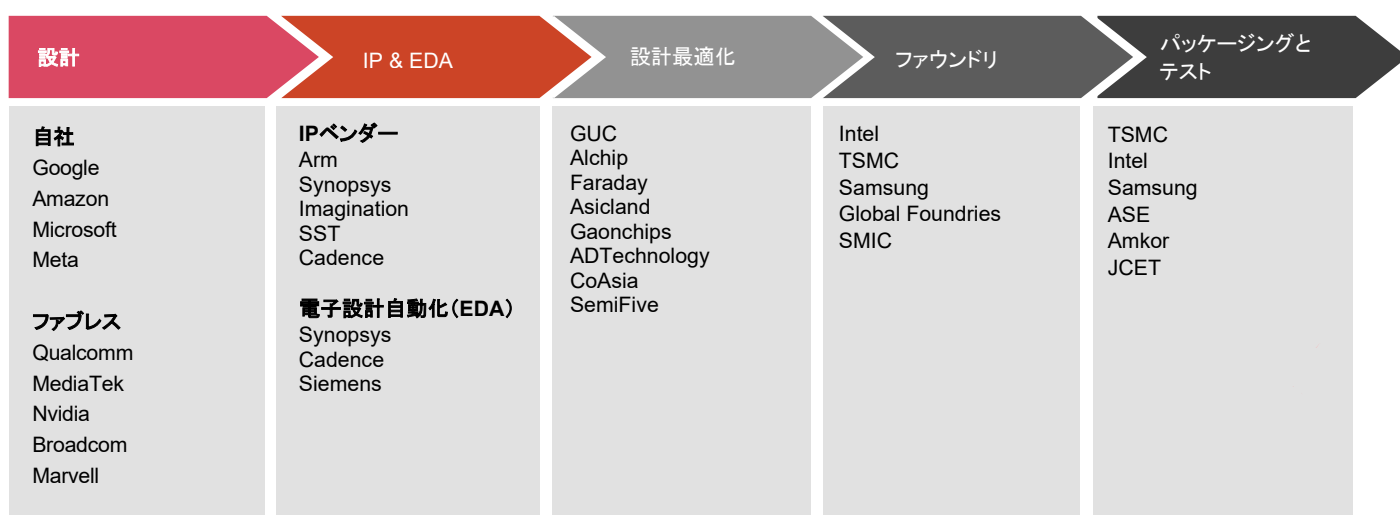 設計
IP & EDA
設計最適化
ファウンドリ
パッケージングと
テスト
自社
Google
Amazon
Microsoft
Meta
ファブレス
Qualcomm
MediaTek
Nvidia
Broadcom
Marvell
IPベンダー
Arm
Synopsys
Imagination
SST
Cadence
電子設計自動化（EDA）
Synopsys
Cadence
Siemens
GUC
Alchip
Faraday
Asicland
Gaonchips
ADTechnology
CoAsia
SemiFive
Intel
TSMC
Samsung
Global Foundries
SMIC
TSMC
Intel
Samsung
ASE
Amkor
JCET